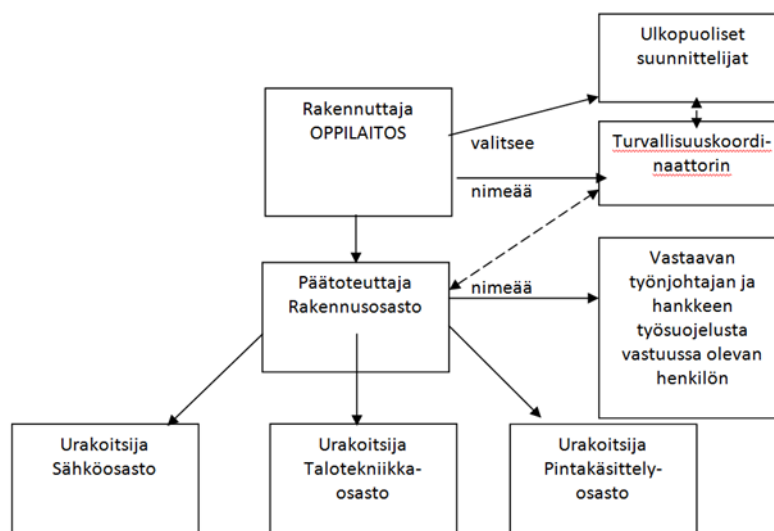 Ulkopuoliset
suunnittelijat
Rakennuttaja
OPPILAITOS
valitsee
Turvallisuuskoordi-
naattorin
nimeää
Päätoteuttaja
Rakennusosasto
nimeää
Vastaavan
työnjohtajan ja
hankkeen
työsuojelusta
vastuussa olevan
henkilön
Urakoitsija
Sähköosasto
Urakoitsija
Talotekniikka-
osasto
Urakoitsija
Pintakäsittely-
osasto